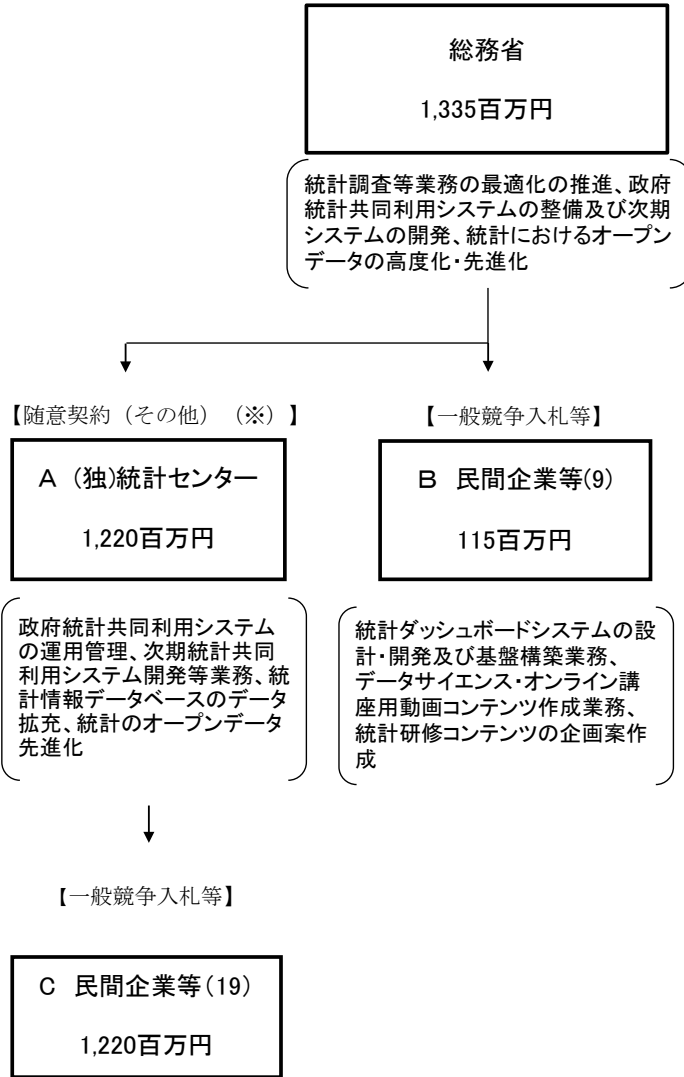 総務省
1,335百万円
統計調査等業務の最適化の推進、政府
統計共同利用システムの整備及び次期
システムの開発、統計におけるオープン
データの高度化・先進化
【随意契約（その他）（※）】
【一般競争入札等】
A （独）統計センター
1,220百万円
B 民間企業等(9)
115百万円
政府統計共同利用システム
の運用管理、次期統計共同
利用システム開発等業務、統
計情報データベースのデータ
拡充、統計のオープンデータ
先進化
統計ダッシュボードシステムの設
計・開発及び基盤構築業務、
データサイエンス・オンライン講
座用動画コンテンツ作成業務、
統計研修コンテンツの企画案作
成
【一般競争入札等】
C 民間企業等（19）
1,220百万円